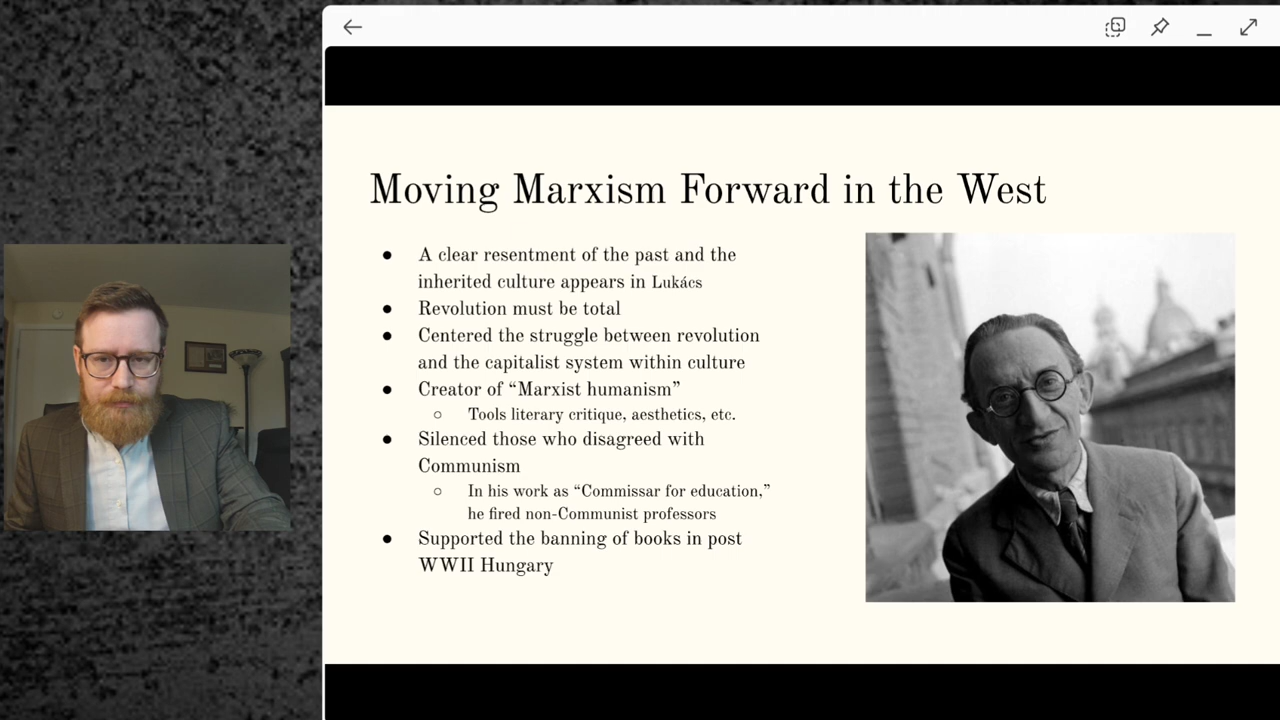 Moving Marxism Forward in the West
● A clear resentment of the past and the
inherited culture appears in Lukács
● Revolution must be total
● Centered the struggle between revolution
and the capitalist system within culture
● Creator of “Marxist humanism”
○ Tools literary critique, aesthetics, etc.
● Silenced those who disagreed with
Communism
○ In his work as “Commissar for education,”
he fired non-Communist professors
● Supported the banning of books in post
WWII Hungary